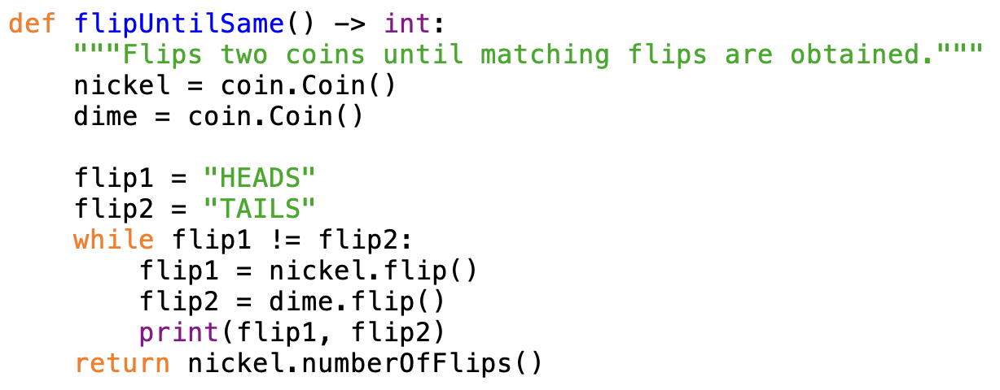 def flipUntilSame() -> int:
    """Flips two coins until matching flips are obtained."""
    nickel = coin.Coin()
    dime = coin.Coin()

    flip1 = "HEADS"
    flip2 = "TAILS"
    while flip1 != flip2:
        flip1 = nickel.flip()
        flip2 = dime.flip()
        print(flip1, flip2)
    return nickel.numberOfFlips()